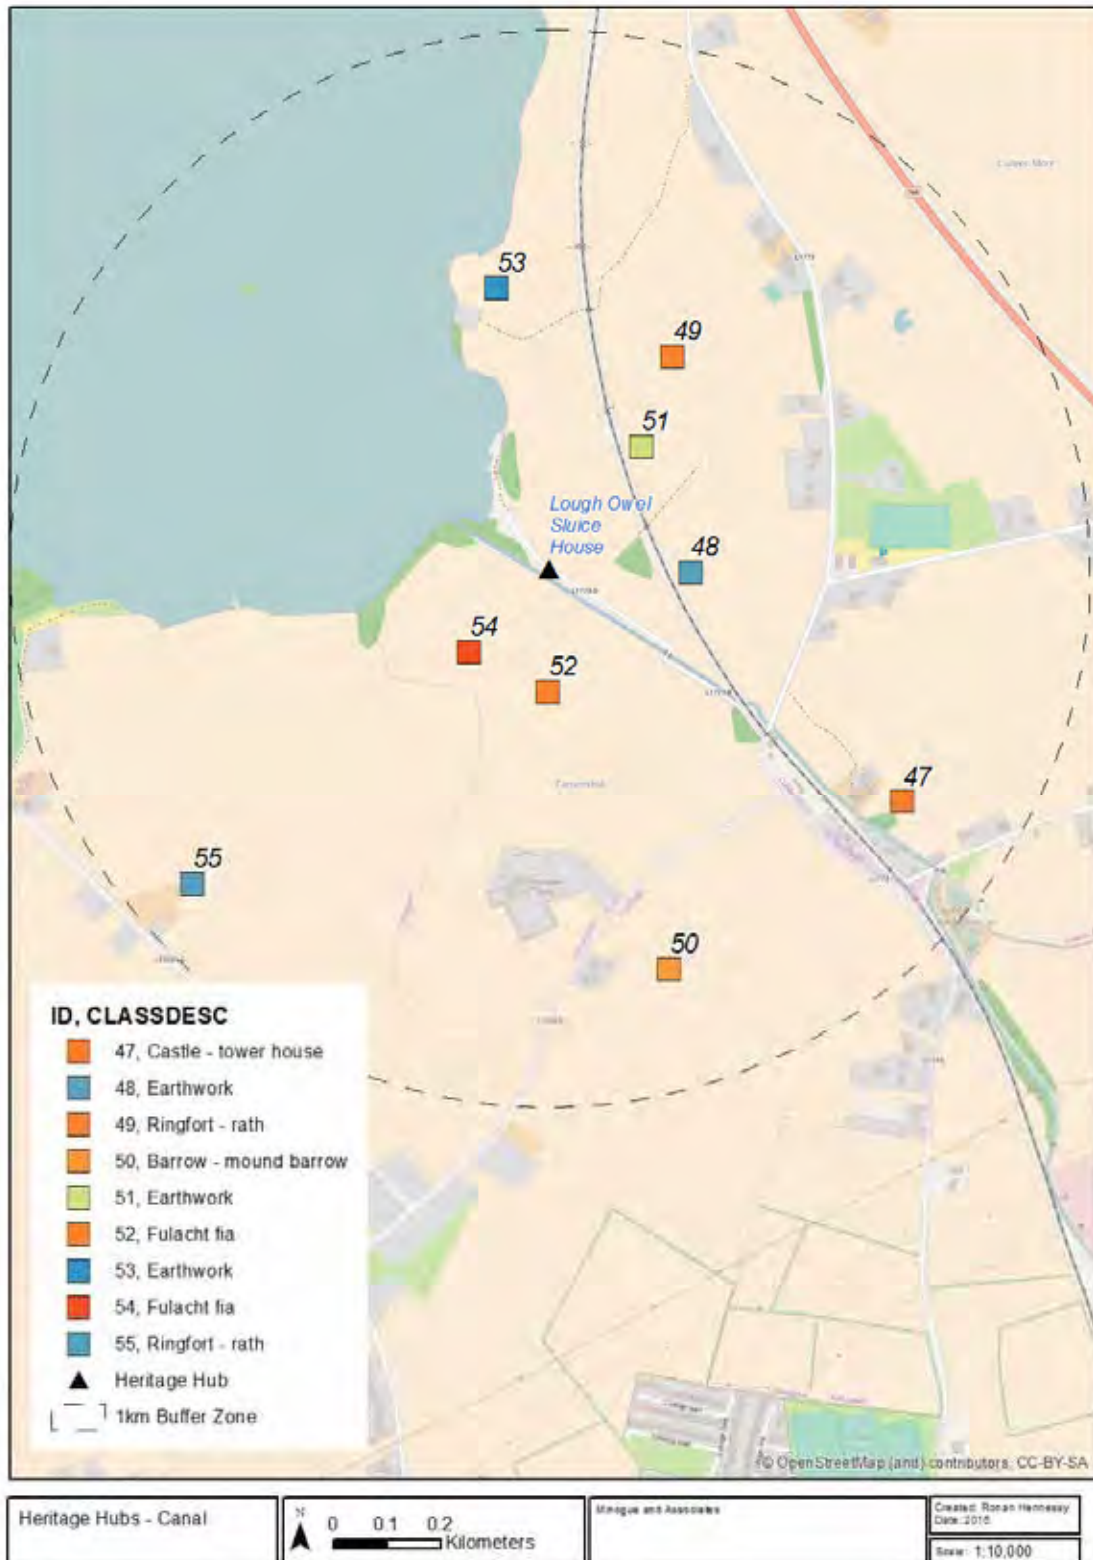 53
49
51
Lough Owel
Sluice
House
48
54
52
47
55
50
ID, CLASSDESC
47, Castle - tower house
48, Earthwork
49, Ringfort - rath
50, Barrow - mound barrow
51, Earthwork
52, Fulacht fia
53, Earthwork
54, Fulacht fia
55, Ringfort - rath
Heritage Hub
1km Buffer Zone
© OpenStreetMap (and) contributors, CC-BY-SA
Heritage Hubs - Canal
N
0 0.1 0.2
Kilometers
Minogue and Associates
Created: Ronan Hennessy
Date: 2016
Scale: 1:10,000